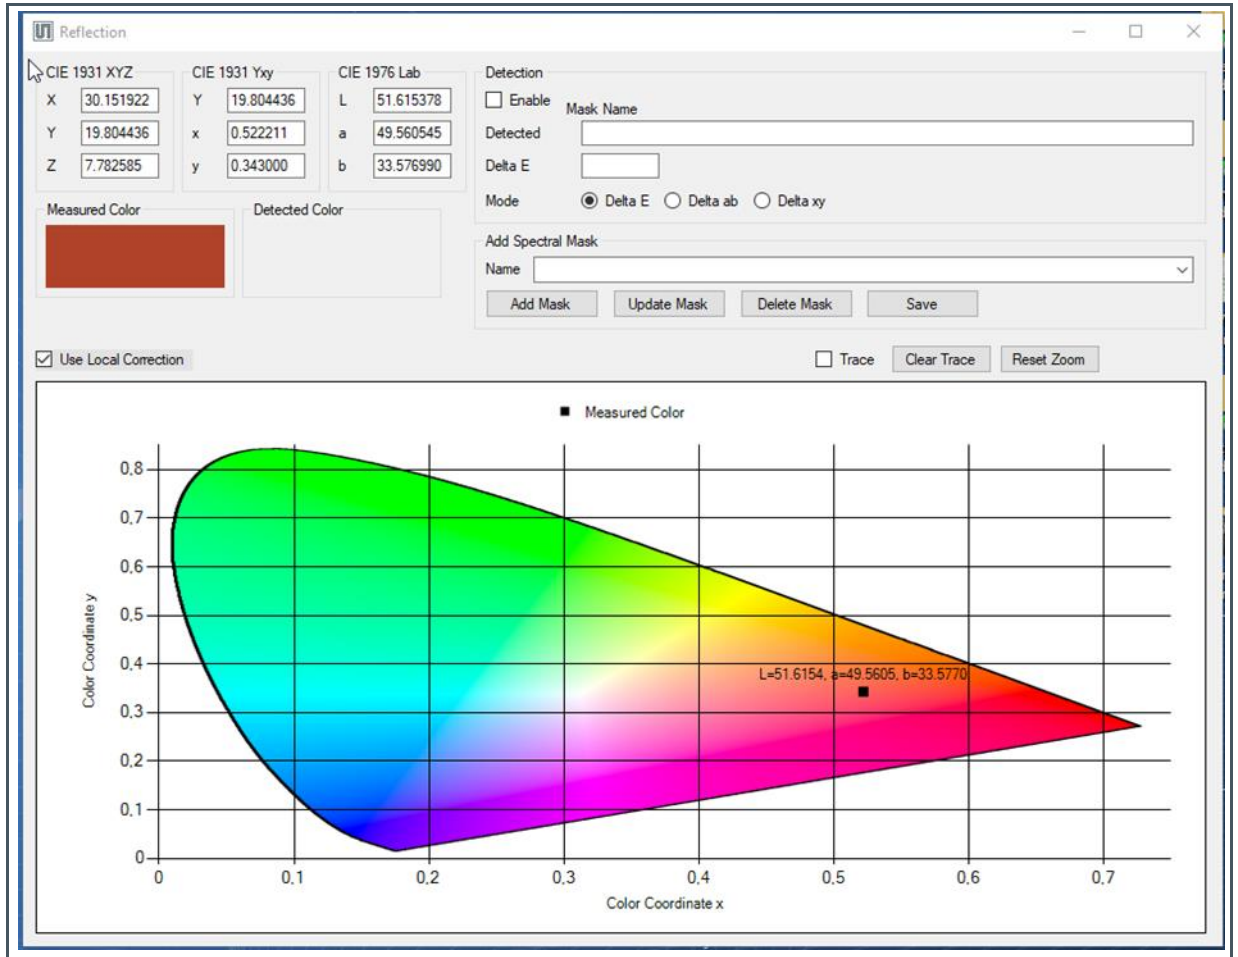 Reflection
CIE 1931 XYZ
X 30.151922
Y 19.804436
Z 7.782585
CIE 1931 Yxy
Y 19.804436
x 0.522211
y 0.343000
CIE 1976 Lab
L 51.615378
a 49.560545
b 33.576990
Detection
Enable
Mask Name
Detected
Delta E
Mode Delta E Delta ab Delta xy
Measured Color
Detected Color
Add Spectral Mask
Name
Add Mask Update Mask Delete Mask Save
Use Local Correction
Trace Clear Trace Reset Zoom
Measured Color
L=51.6154, a=49.5605, b=33.5770
Color Coordinate y
0,8
0,7
0,6
0,5
0,4
0,3
0,2
0,1
0
0 0,1 0,2 0,3 0,4 0,5 0,6 0,7
Color Coordinate x